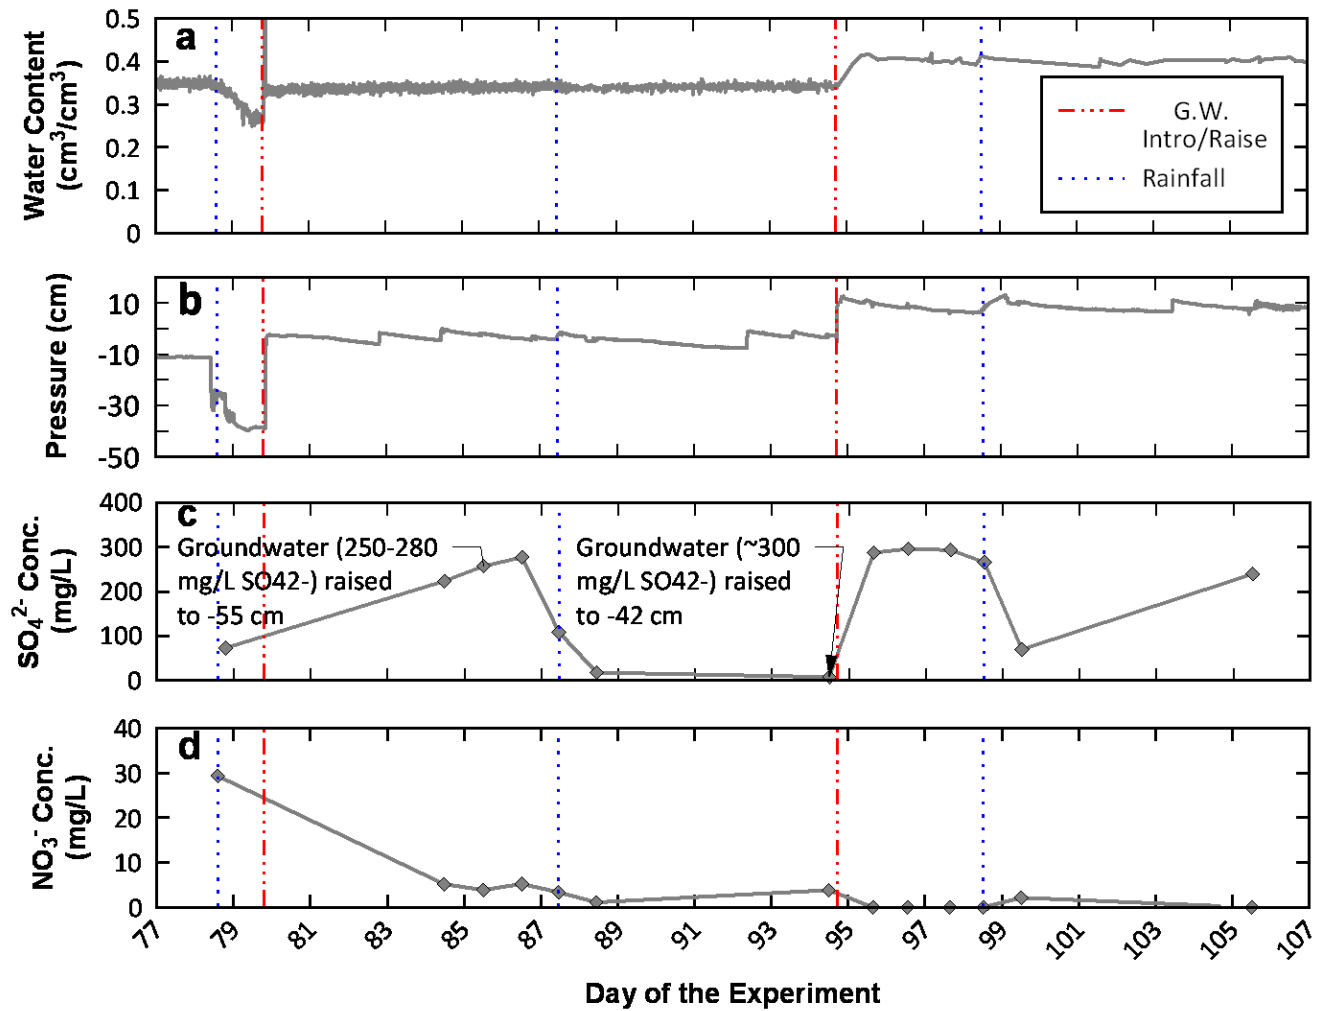 a
Water Content
(cm³/cm³)
0.5
0.4
0.3
0.2
0.1
0
G.W.
Intro/Raise
Rainfall
b
Pressure (cm)
10
-10
-30
-50
c
SO₄²⁻ Conc.
(mg/L)
400
300
200
100
0
Groundwater (250-280
mg/L SO42-) raised
to -55 cm
Groundwater (~300
mg/L SO42-) raised
to -42 cm
d
NO₃⁻ Conc.
(mg/L)
40
30
20
10
0
77 79 81 83 85 87 89 91 93 95 97 99 101 103 105 107
Day of the Experiment